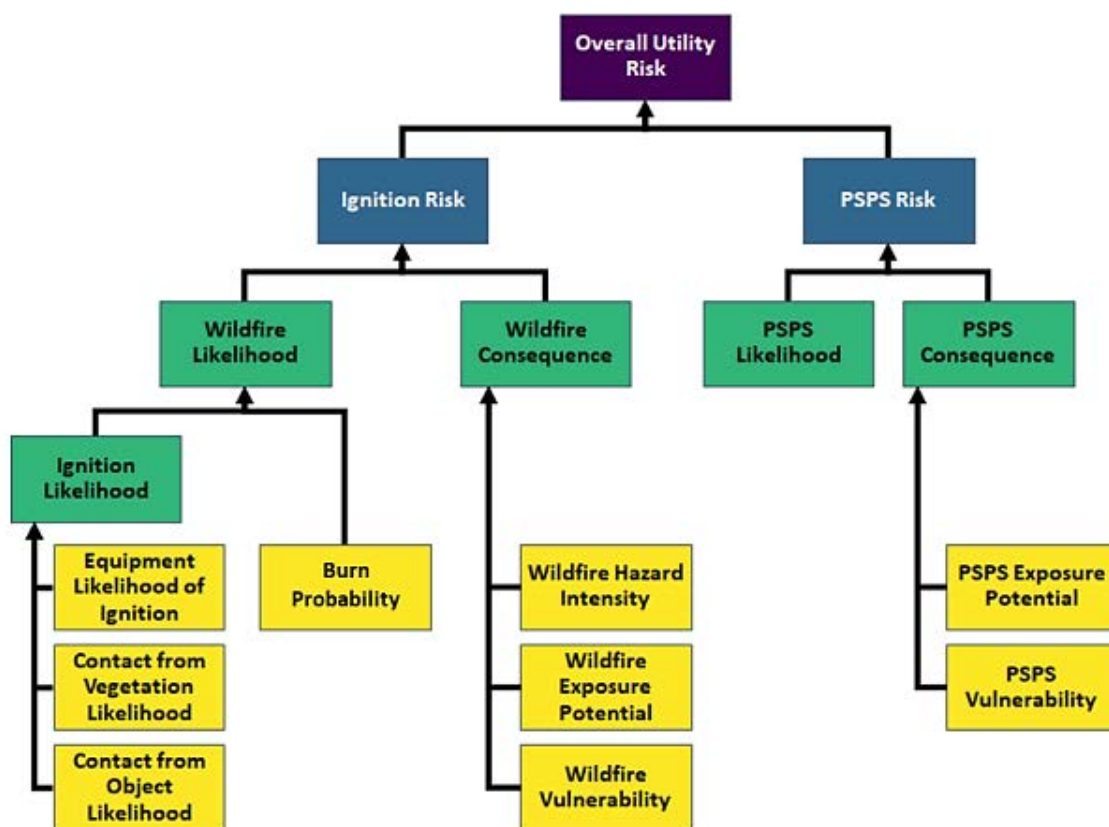 Overall Utility
Risk
Ignition Risk
PSPS Risk
Wildfire
Likelihood
Wildfire
Consequence
PSPS
Likelihood
PSPS
Consequence
Ignition
Likelihood
Equipment
Likelihood of
Ignition
Burn
Probability
Wildfire Hazard
Intensity
PSPS Exposure
Potential
Contact from
Vegetation
Likelihood
Wildfire
Exposure
Potential
PSPS
Vulnerability
Contact from
Object
Likelihood
Wildfire
Vulnerability